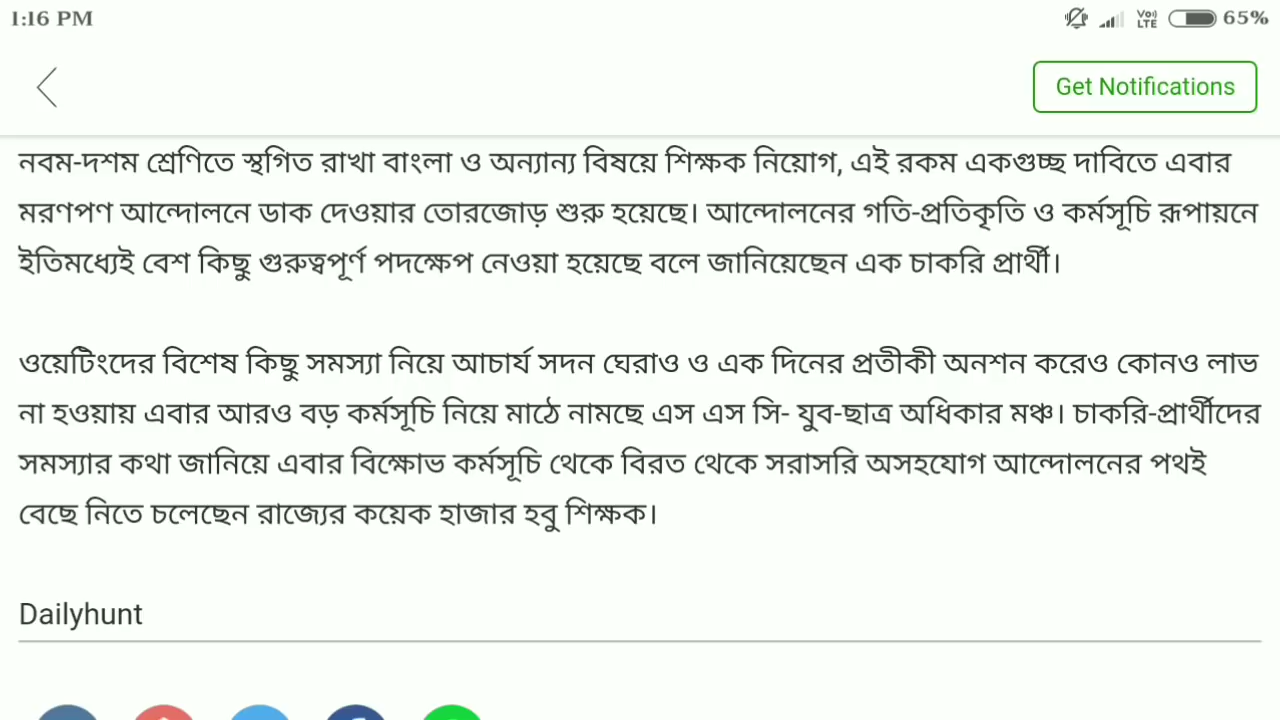 1:16 PM
Vo)) LTE 65%
Get Notifications
নবম-দশম শ্রেণিতে স্থগিত রাখা বাংলা ও অন্যান্য বিষয়ে শিক্ষক নিয়োগ, এই রকম একগুচ্ছ দাবিতে এবার
মরণপণ আন্দোলনে ডাক দেওয়ার তোরজোড় শুরু হয়েছে। আন্দোলনের গতি-প্রতিকৃতি ও কর্মসূচি রূপায়নে
ইতিমধ্যেই বেশ কিছু গুরুত্বপূর্ণ পদক্ষেপ নেওয়া হয়েছে বলে জানিয়েছেন এক চাকরি প্রার্থী।
ওয়েটিংদের বিশেষ কিছু সমস্যা নিয়ে আচার্য সদন ঘেরাও ও এক দিনের প্রতীকী অনশন করেও কোনও লাভ
না হওয়ায় এবার আরও বড় কর্মসূচি নিয়ে মাঠে নামছে এস এস সি- যুব-ছাত্র অধিকার মঞ্চ। চাকরি-প্রার্থীদের
সমস্যার কথা জানিয়ে এবার বিক্ষোভ কর্মসূচি থেকে বিরত থেকে সরাসরি অসহযোগ আন্দোলনের পথই
বেছে নিতে চলেছেন রাজ্যের কয়েক হাজার হবু শিক্ষক।
Dailyhunt